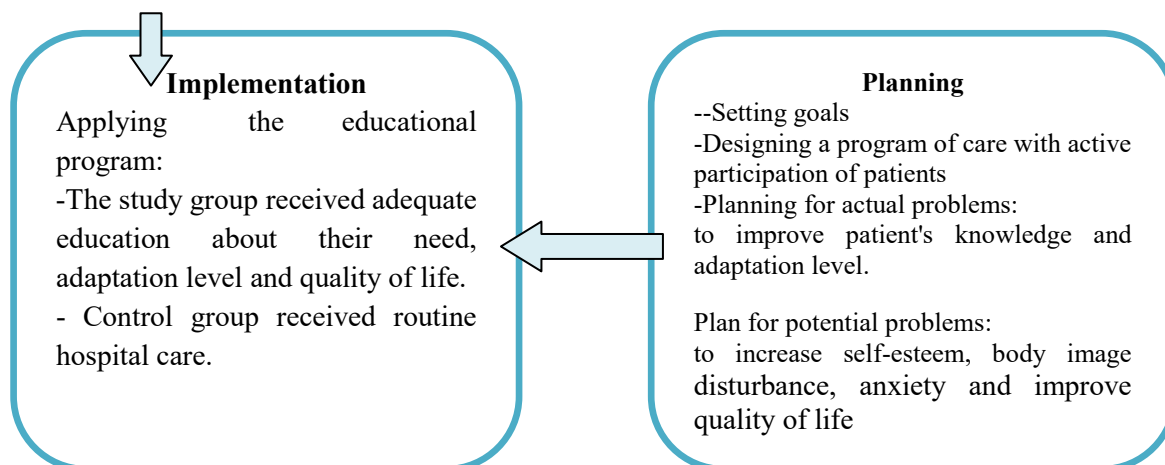 Implementation
Applying the educational
program:
-The study group received adequate
education about their need,
adaptation level and quality of life.
- Control group received routine
hospital care.
Planning
--Setting goals
-Designing a program of care with active
participation of patients
-Planning for actual problems:
to improve patient's knowledge and
adaptation level.
Plan for potential problems:
to increase self-esteem, body image
disturbance, anxiety and improve
quality of life